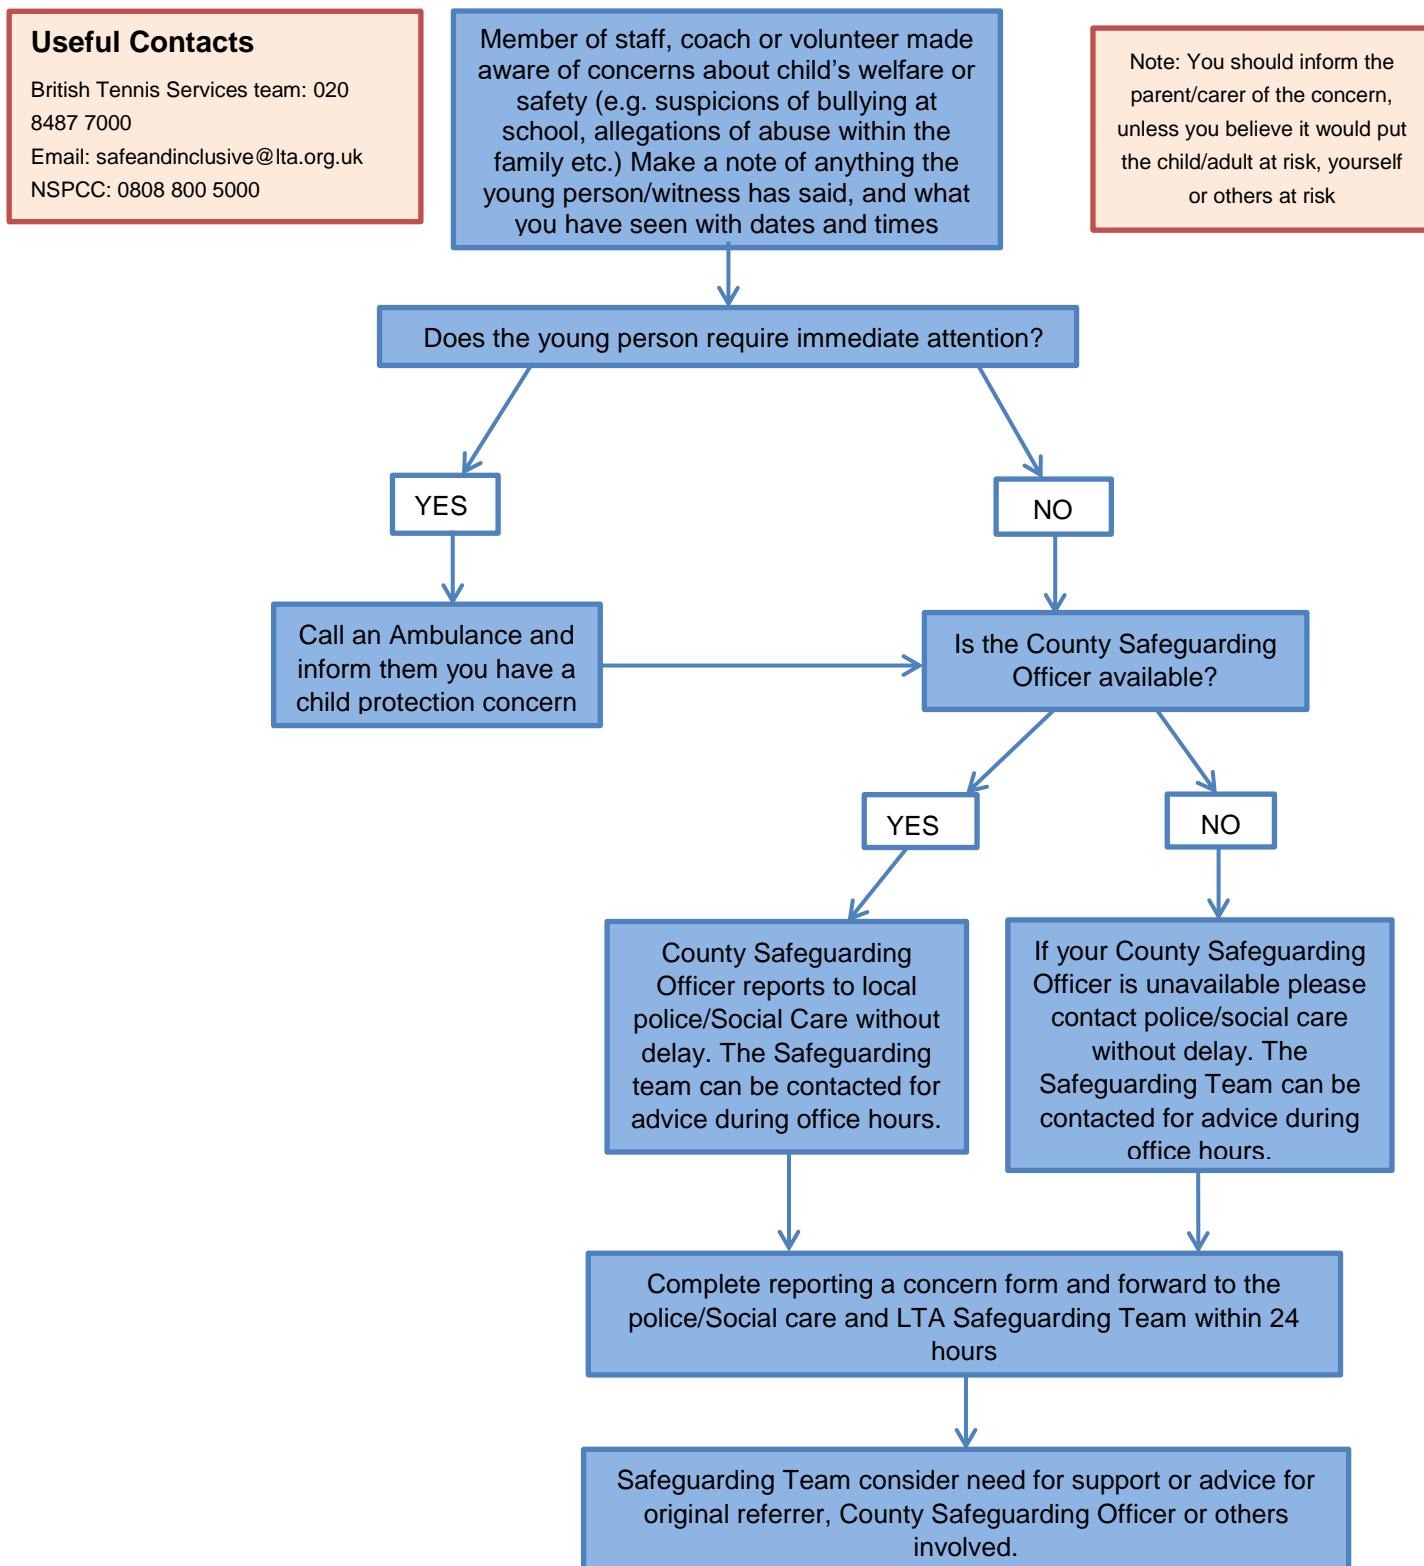 Useful Contacts
British Tennis Services team: 020
8487 7000
Email: safeandinclusive@lta.org.uk
NSPCC: 0808 800 5000
Member of staff, coach or volunteer made
aware of concerns about child’s welfare or
safety (e.g. suspicions of bullying at
school, allegations of abuse within the
family etc.) Make a note of anything the
young person/witness has said, and what
you have seen with dates and times
Note: You should inform the
parent/carer of the concern,
unless you believe it would put
the child/adult at risk, yourself
or others at risk
Does the young person require immediate attention?
YES
NO
Call an Ambulance and
inform them you have a
child protection concern
Is the County Safeguarding
Officer available?
YES
NO
County Safeguarding
Officer reports to local
police/Social Care without
delay. The Safeguarding
team can be contacted for
advice during office hours.
If your County Safeguarding
Officer is unavailable please
contact police/social care
without delay. The
Safeguarding Team can be
contacted for advice during
office hours.
Complete reporting a concern form and forward to the
police/Social care and LTA Safeguarding Team within 24
hours
Safeguarding Team consider need for support or advice for
original referrer, County Safeguarding Officer or others
involved.